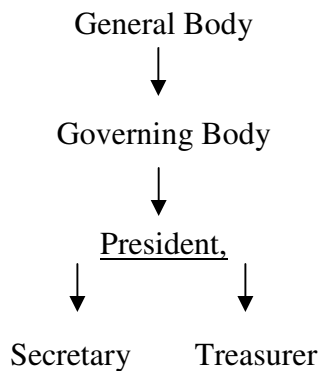 General Body
Governing Body
President,
Secretary Treasurer